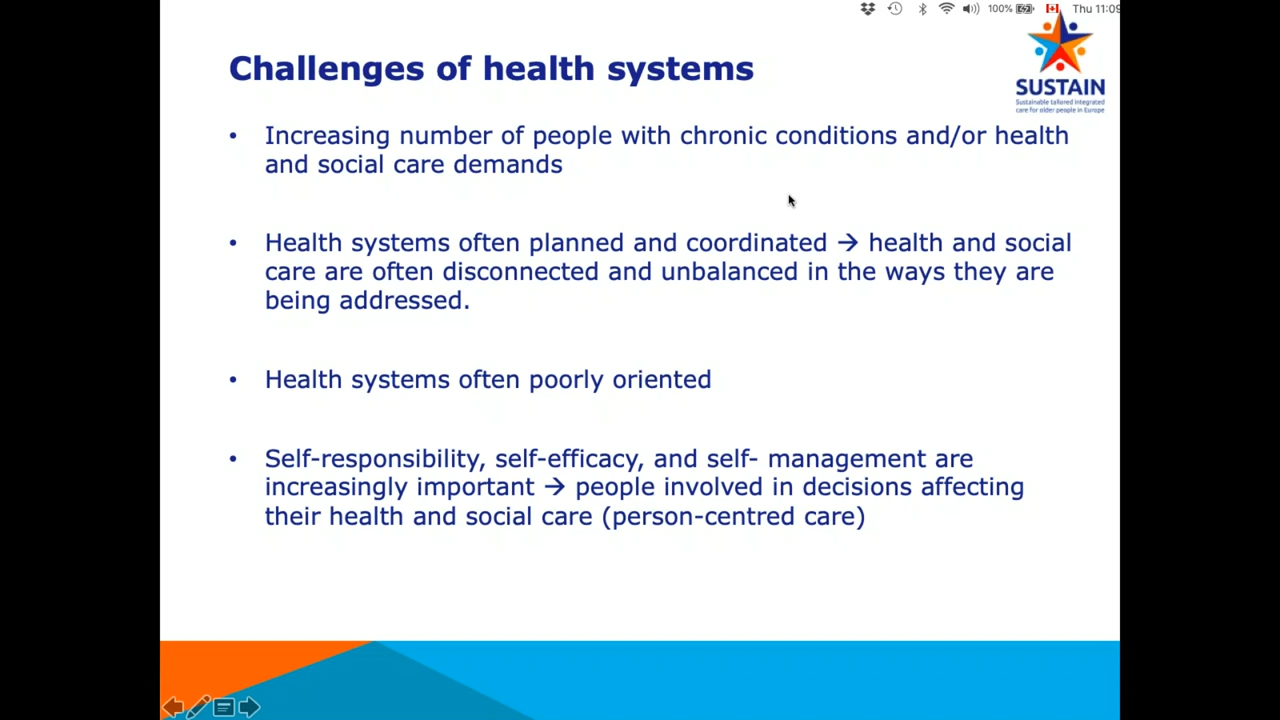 100%
Thu 11:09
Challenges of health systems
SUSTAIN
Sustainable tailored integrated
care for older people in Europe
• Increasing number of people with chronic conditions and/or health
and social care demands
• Health systems often planned and coordinated → health and social
care are often disconnected and unbalanced in the ways they are
being addressed.
• Health systems often poorly oriented
• Self-responsibility, self-efficacy, and self- management are
increasingly important → people involved in decisions affecting
their health and social care (person-centred care)